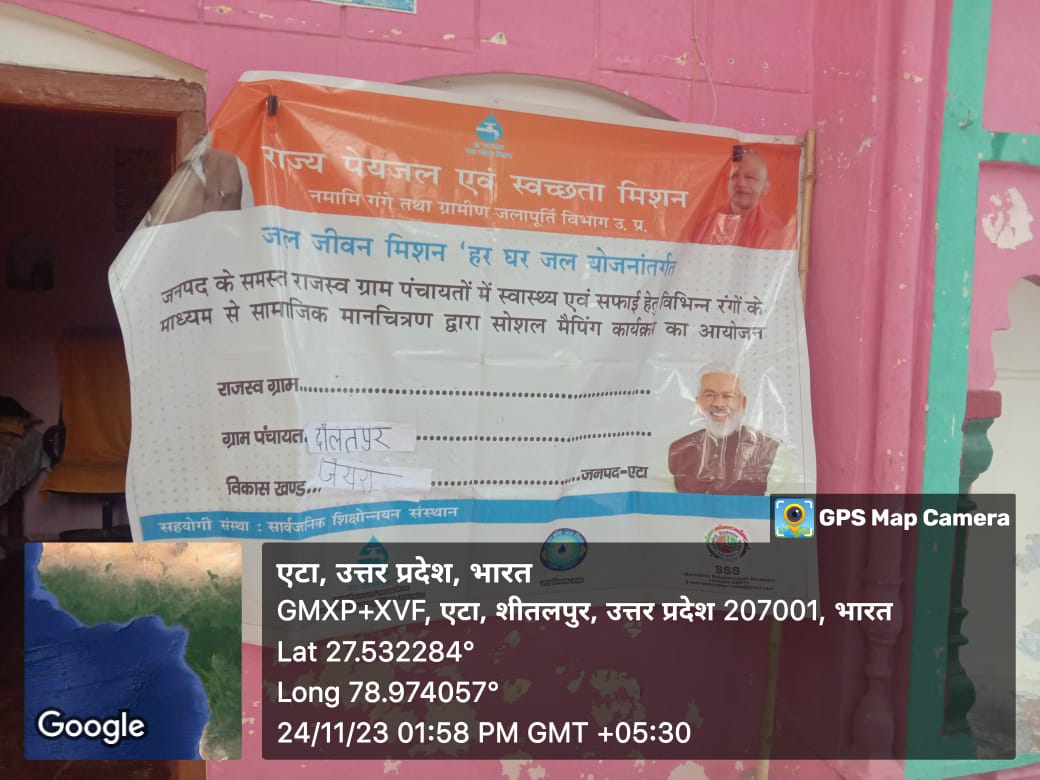 राज्य पेयजल एवं स्वच्छता मिशन
नमामि गंगे तथा ग्रामीण जलापूर्ति विभाग उ. प्र.
जल जीवन मिशन 'हर घर जल योजनांतर्गत
जनपद के समस्त राजस्व ग्राम पंचायतों में स्वास्थ्य एवं सफाई हेतु विभिन्न रंगों के
माध्यम से सामाजिक मानचित्रण द्वारा सोशल मैपिंग कार्यक्र का आयोजन
राजस्व ग्राम
ग्राम पंचायत दौलतपुर
विकास खण्ड जनपद-एटा
सहयोगी संस्था : सार्वजनिक शिक्षोन्नयन संस्थान
SSS
GPS Map Camera
एटा, उत्तर प्रदेश, भारत
GMXP+XVF, एटा, शीतलपुर, उत्तर प्रदेश 207001, भारत
Lat 27.532284°
Long 78.974057°
24/11/23 01:58 PM GMT +05:30
Google